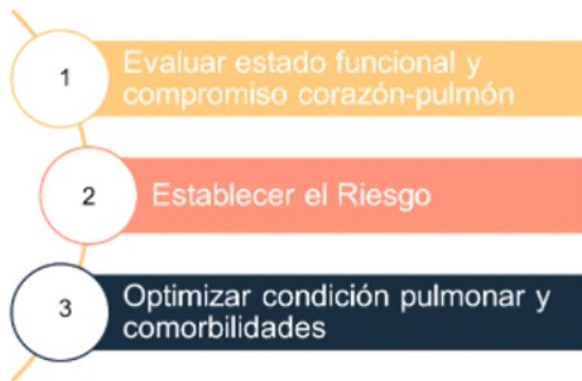 1
Evaluar estado funcional y
compromiso corazón-pulmón
2
Establecer el Riesgo
3
Optimizar condición pulmonar y
comorbilidades